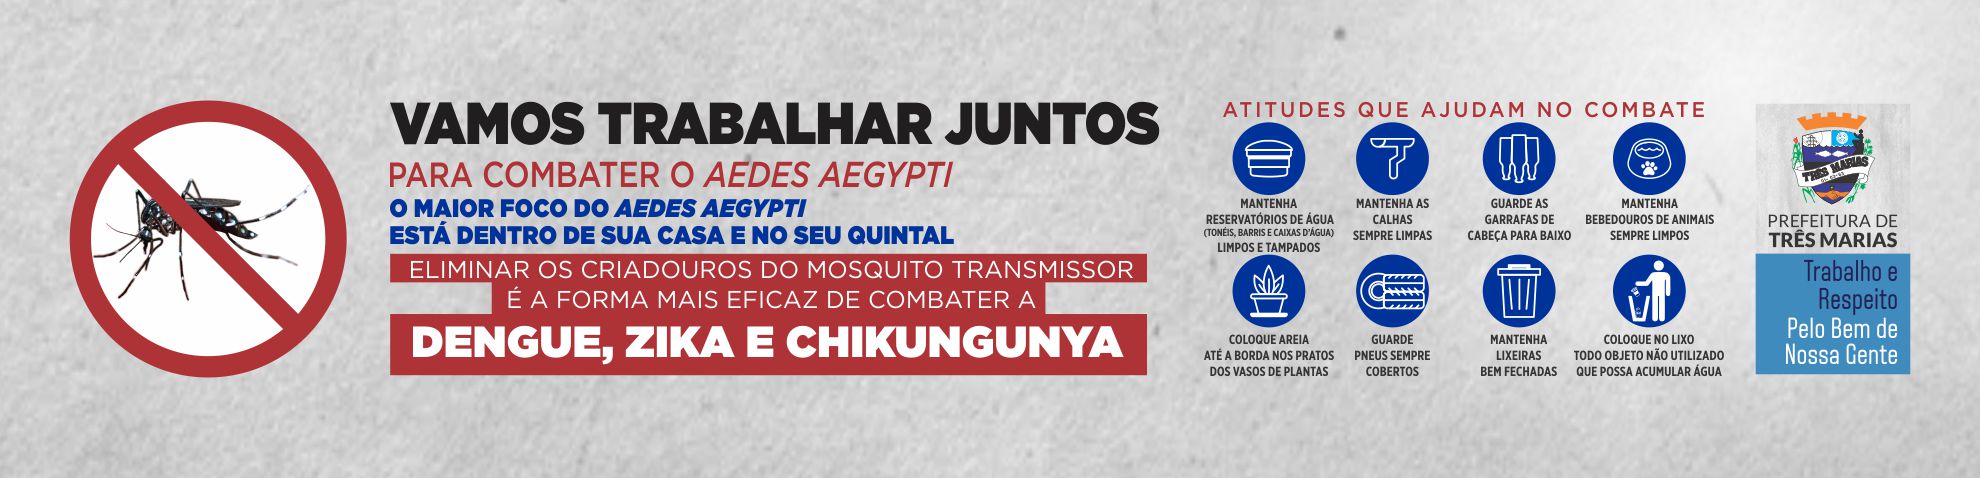 VAMOS TRABALHAR JUNTOS
PARA COMBATER O AEDES AEGYPTI
O MAIOR FOCO DO AEDES AEGYPTI
ESTÁ DENTRO DE SUA CASA E NO SEU QUINTAL
ELIMINAR OS CRIADOUROS DO MOSQUITO TRANSMISSOR
É A FORMA MAIS EFICAZ DE COMBATER A
DENGUE, ZIKA E CHIKUNGUNYA
ATITUDES QUE AJUDAM NO COMBATE
MANTENHA
RESERVATÓRIOS DE ÁGUA
(TONÉIS, BARRIS E CAIXAS D'ÁGUA)
LIMPOS E TAMPADOS
MANTENHA AS
CALHAS
SEMPRE LIMPAS
GUARDE AS
GARRAFAS DE
CABEÇA PARA BAIXO
MANTENHA
BEBEDOUROS DE ANIMAIS
SEMPRE LIMPOS
COLOQUE AREIA
ATÉ A BORDA NOS PRATOS
DOS VASOS DE PLANTAS
GUARDE
PNEUS SEMPRE
COBERTOS
MANTENHA
LIXEIRAS
BEM FECHADAS
COLOQUE NO LIXO
TODO OBJETO NÃO UTILIZADO
QUE POSSA ACUMULAR ÁGUA
TRÊS MARIAS
PREFEITURA DE
TRÊS MARIAS
Trabalho e
Respeito
Pelo Bem de
Nossa Gente